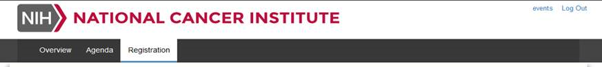 NIH NATIONAL CANCER INSTITUTE
events Log Out
Overview Agenda Registration